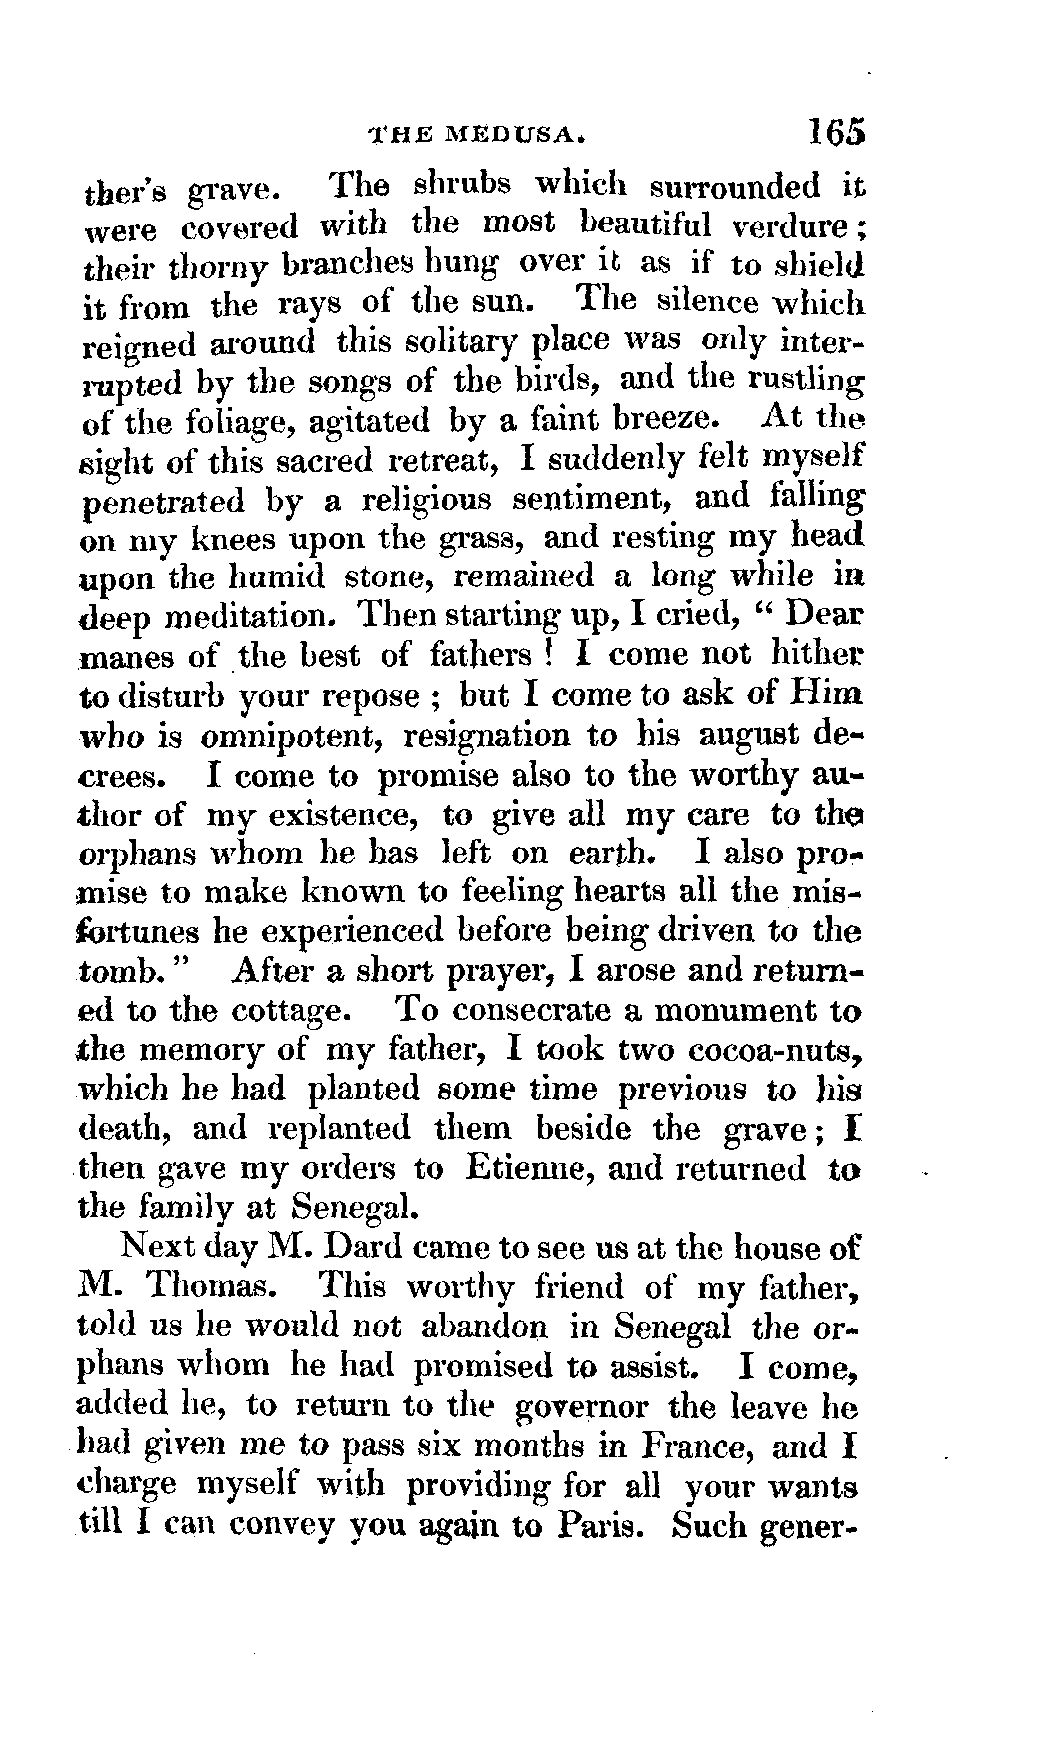 THE MEDUSA. 165
ther's grave. The shrubs which surrounded it
were covered with the most beautiful verdure ;
their thorny branches hung over it as if to shield
it from the rays of the sun. The silence which
reigned around this solitary place was only inter-
rupted by the songs of the birds, and the rustling
of the foliage, agitated by a faint breeze. At the
sight of this sacred retreat, I suddenly felt myself
penetrated by a religious sentiment, and falling
on my knees upon the grass, and resting my head
upon the humid stone, remained a long while in
deep meditation. Then starting up, I cried, “ Dear
manes of the best of fathers ! I come not hither
to disturb your repose ; but I come to ask of Him
who is omnipotent, resignation to his august de-
crees. I come to promise also to the worthy au-
thor of my existence, to give all my care to the
orphans whom he has left on earth. I also pro-
mise to make known to feeling hearts all the mis-
fortunes he experienced before being driven to the
tomb. ” After a short prayer, I arose and return-
ed to the cottage. To consecrate a monument to
the memory of my father, I took two cocoa-nuts,
which he had planted some time previous to his
death, and replanted them beside the grave ; I
then gave my orders to Etienne, and returned to
the family at Senegal.
Next day M. Dard came to see us at the house of
M. Thomas. This worthy friend of my father,
told us he would not abandon in Senegal the or-
phans whom he had promised to assist. I come,
added he, to return to the governor the leave he
had given me to pass six months in France, and I
charge myself with providing for all your wants
till I can convey you again to Paris. Such gener-